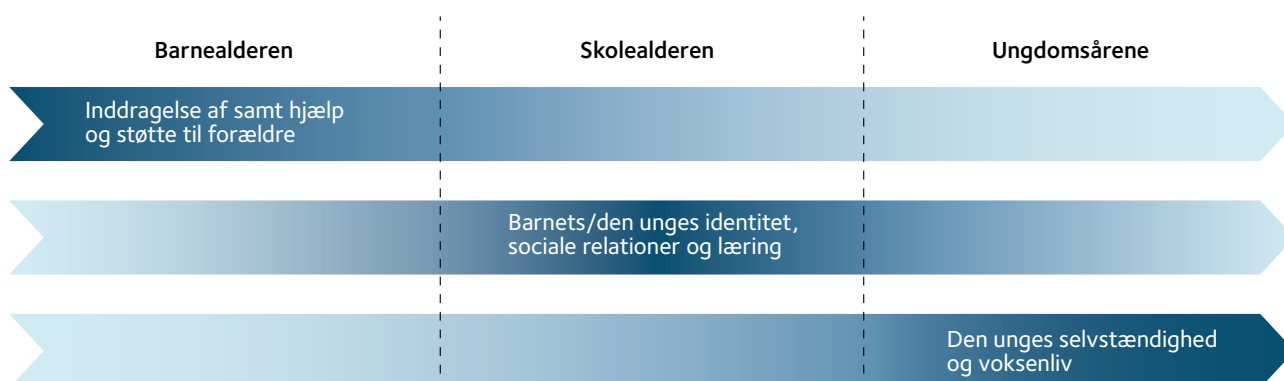 Barnealderen
Skolealderen
Ungdomsårene
Inddragelse af samt hjælp
og støtte til forældre
Barnets/den unges identitet,
sociale relationer og læring
Den unges selvstændighed
og voksenliv